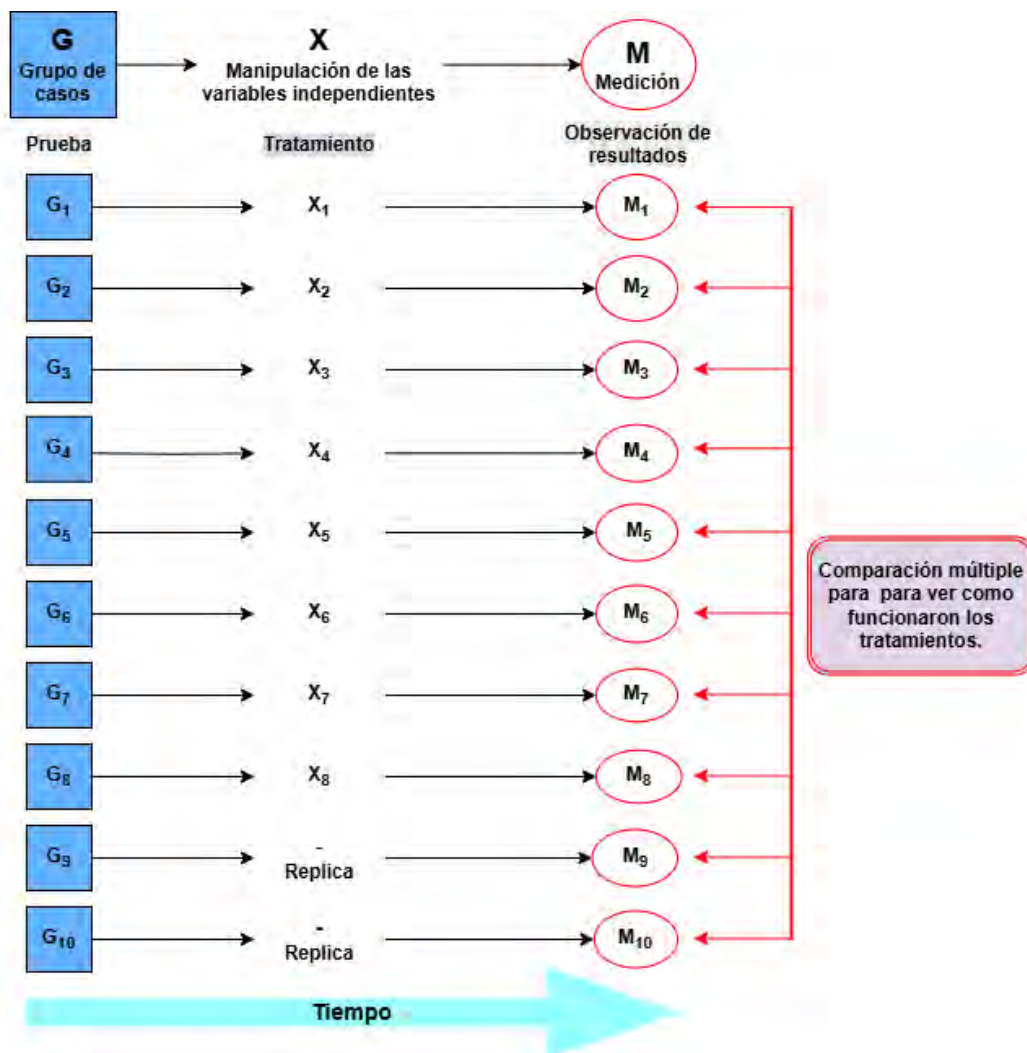 G
Grupo de
casos
X
Manipulación de las
variables independientes
M
Medición
Prueba
Tratamiento
Observación de
resultados
G1
X1
M1
G2
X2
M2
G3
X3
M3
G4
X4
M4
G5
X5
M5
G6
X6
M6
G7
X7
M7
G8
X8
M8
G9
-
Replica
M9
G10
-
Replica
M10
Comparación múltiple
para para ver como
funcionaron los
tratamientos.
Tiempo